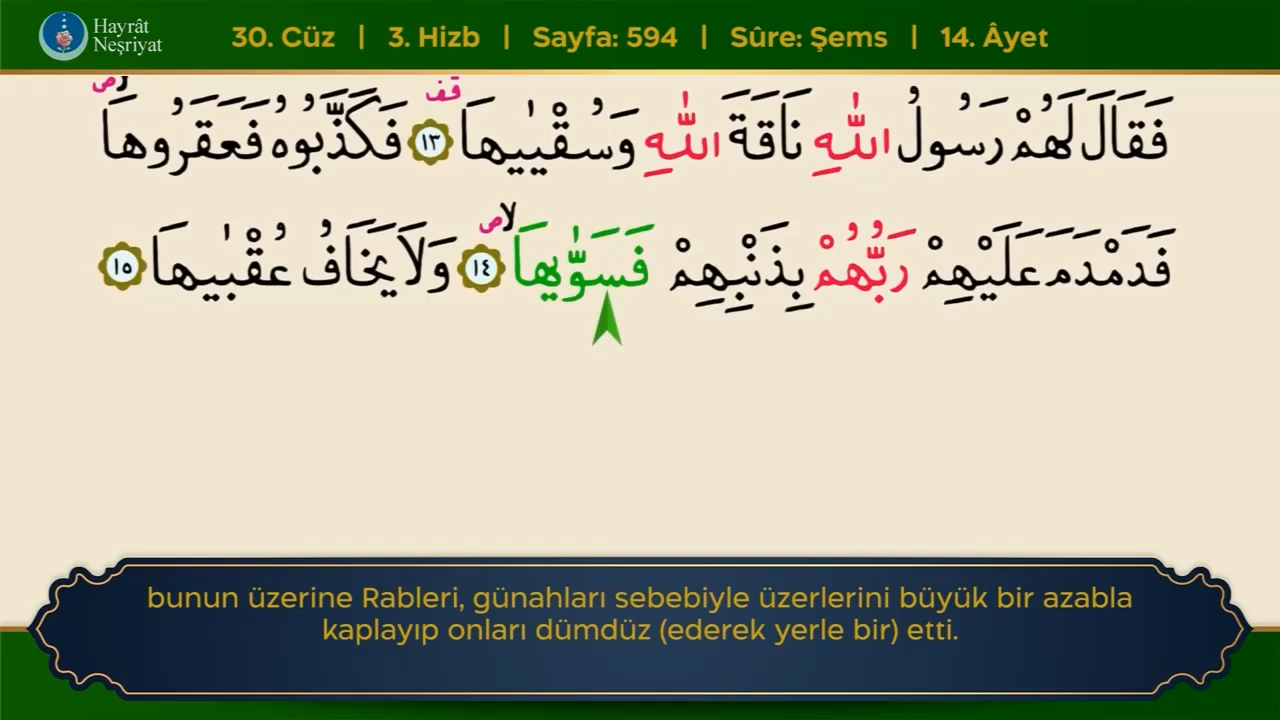 Hayrât
Neşriyat
30. Cüz | 3. Hizb | Sayfa: 594 | Sûre: Şems | 14. Âyet
فَقَالَ لَهُمْ رَسُولُ اللّٰهِ نَاقَةَ اللّٰهِ وَسُقْيٰيهَا قف ١٣ فَكَذَّبُوهُ فَعَقَرُوهَا ص
فَدَمْدَمَ عَلَيْهِمْ رَبُّهُمْ بِذَنْبِهِمْ فَسَوّٰيهَا لا ص ١٤ وَلَا يَخَافُ عُقْبٰيهَا ١٥
bunun üzerine Rableri, günahları sebebiyle üzerlerini büyük bir azabla
kaplayıp onları dümdüz (ederek yerle bir) etti.